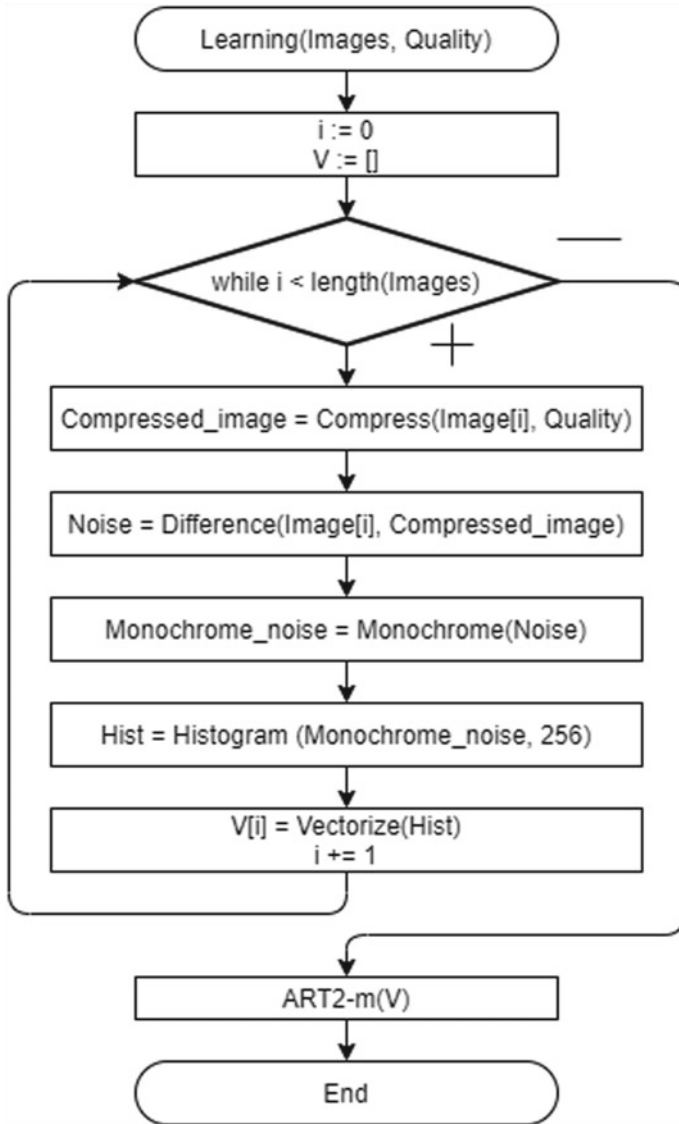 Learning(Images, Quality)
i := 0
V := []
while i < length(Images)
—
+
Compressed_image = Compress(Image[i], Quality)
Noise = Difference(Image[i], Compressed_image)
Monochrome_noise = Monochrome(Noise)
Hist = Histogram (Monochrome_noise, 256)
V[i] = Vectorize(Hist)
i += 1
ART2-m(V)
End